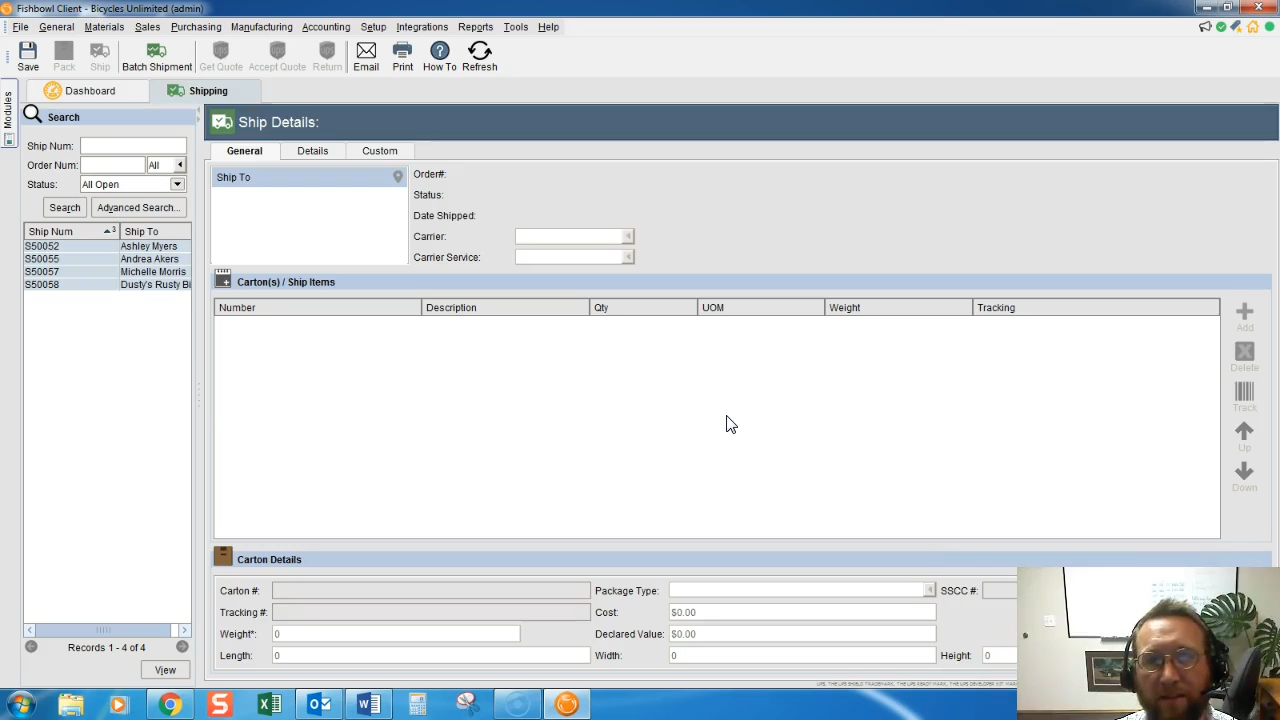 Fishbowl Client - Bicycles Unlimited (admin)
File General Materials Sales Purchasing Manufacturing Accounting Setup Integrations Reports Tools Help
Save Pack Ship Batch Shipment Get Quote Accept Quote Return Email Print How To Refresh
Modules
Dashboard
Shipping
Search
Ship Num:
Order Num: All
Status: All Open
Search Advanced Search...
Ship Num 3 Ship To
S50052 Ashley Myers
S50055 Andrea Akers
S50057 Michelle Morris
S50058 Dusty's Rusty Bi
Records 1 - 4 of 4
View
Ship Details:
General Details Custom
Ship To
Order#:
Status:
Date Shipped:
Carrier:
Carrier Service:
Carton(s) / Ship Items
Number Description Qty UOM Weight Tracking
Add
Delete
Track
Up
Down
Carton Details
Carton #: Package Type: SSCC #:
Tracking #: Cost: $0.00
Weight*: 0 Declared Value: $0.00
Length: 0 Width: 0 Height: 0